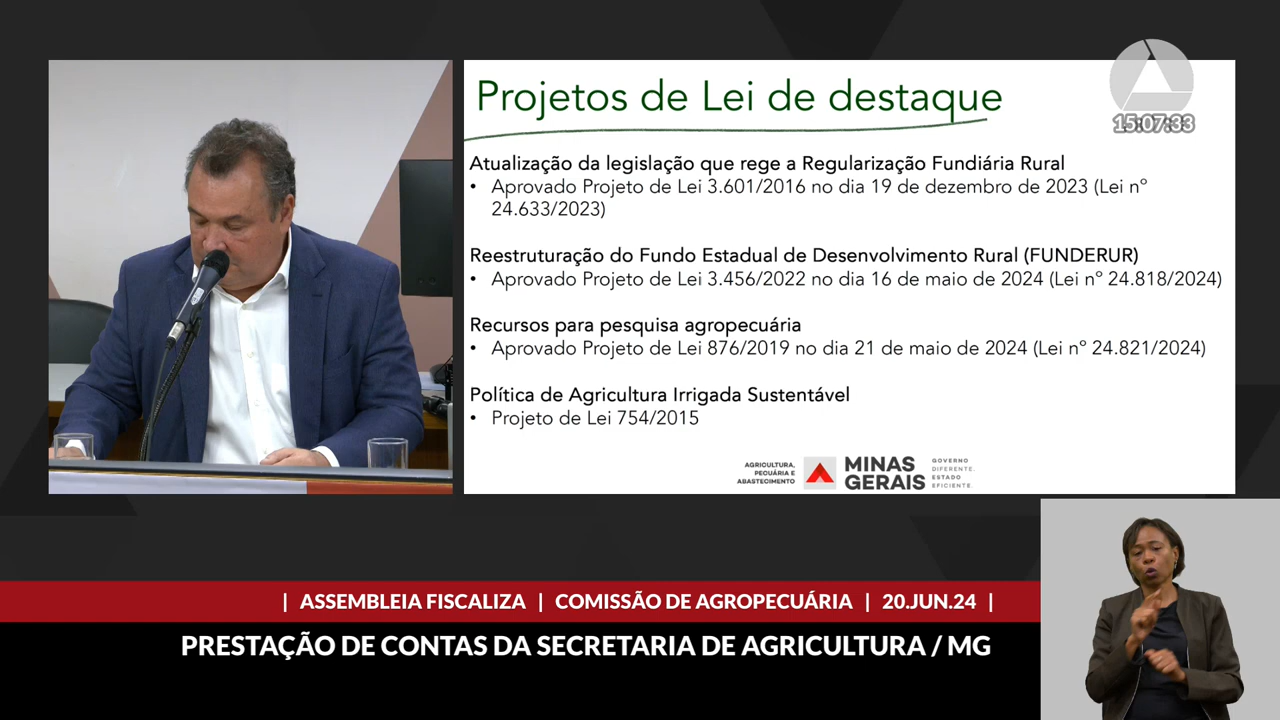 Projetos de Lei de destaque
15:07:33
Atualização da legislação que rege a Regularização Fundiária Rural
• Aprovado Projeto de Lei 3.601/2016 no dia 19 de dezembro de 2023 (Lei nº
24.633/2023)
Reestruturação do Fundo Estadual de Desenvolvimento Rural (FUNDERUR)
• Aprovado Projeto de Lei 3.456/2022 no dia 16 de maio de 2024 (Lei nº 24.818/2024)
Recursos para pesquisa agropecuária
• Aprovado Projeto de Lei 876/2019 no dia 21 de maio de 2024 (Lei nº 24.821/2024)
Política de Agricultura Irrigada Sustentável
• Projeto de Lei 754/2015
AGRICULTURA,
PECUÁRIA E
ABASTECIMENTO
MINAS
GERAIS
GOVERNO
DIFERENTE.
ESTADO
EFICIENTE.
| ASSEMBLEIA FISCALIZA | COMISSÃO DE AGROPECUÁRIA | 20.JUN.24 |
PRESTAÇÃO DE CONTAS DA SECRETARIA DE AGRICULTURA / MG